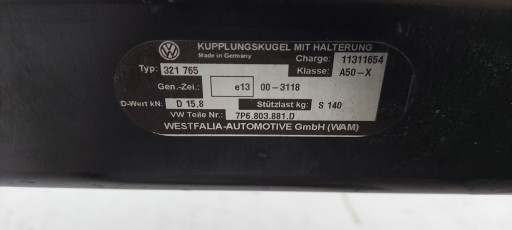 KUPPLUNGSKUGEL MIT HALTERUNG
Made in Germany
Charge: 11311654
Typ: 321 765 Klasse: A50-X
Gen.-Zei.: e13 00-3118
D-Wert kN: D 15,8 Stützlast kg: S 140
VW Teile Nr.: 7P6.803.881.D
WESTFALIA-AUTOMOTIVE GmbH (WAM)